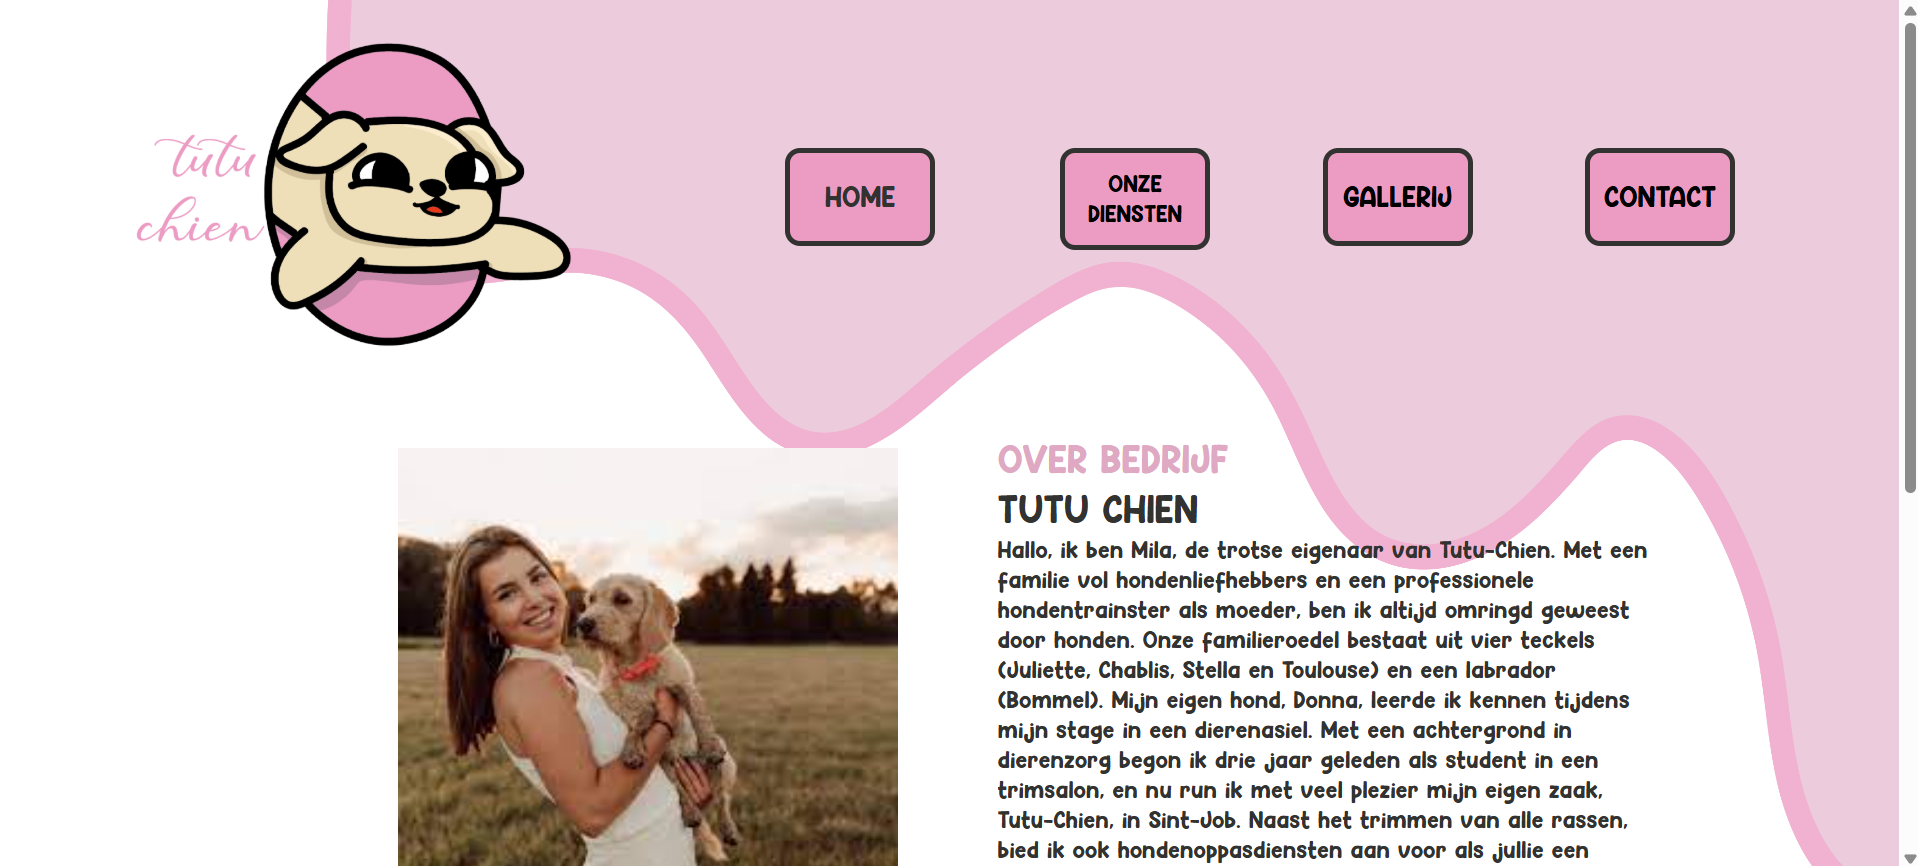 tutu
chien
HOME
ONZE
DIENSTEN
GALLERIJ
CONTACT
OVER BEDRIJF
TUTU CHIEN
Hallo, ik ben Mila, de trotse eigenaar van Tutu-Chien. Met een
familie vol hondenliefhebbers en een professionele
hondentrainster als moeder, ben ik altijd omringd geweest
door honden. Onze familieroedel bestaat uit vier teckels
(Juliette, Chablis, Stella en Toulouse) en een labrador
(Bommel). Mijn eigen hond, Donna, leerde ik kennen tijdens
mijn stage in een dierenasiel. Met een achtergrond in
dierenzorg begon ik drie jaar geleden als student in een
trimsalon, en nu run ik met veel plezier mijn eigen zaak,
Tutu-Chien, in Sint-Job. Naast het trimmen van alle rassen,
bied ik ook hondenoppasdiensten aan voor als jullie een